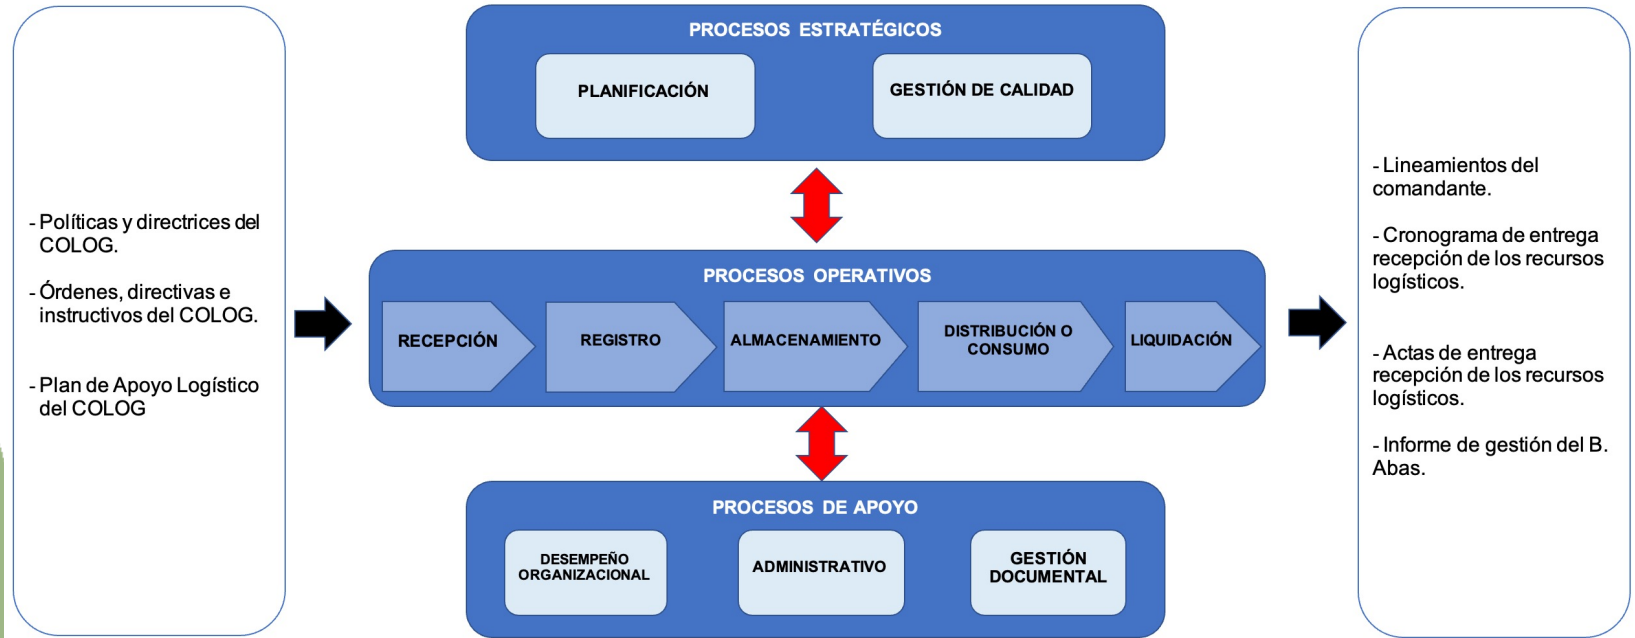 - Políticas y directrices del
COLOG.
- Órdenes, directivas e
instructivos del COLOG.
- Plan de Apoyo Logístico
del COLOG
PROCESOS ESTRATÉGICOS
PLANIFICACIÓN
GESTIÓN DE CALIDAD
PROCESOS OPERATIVOS
RECEPCIÓN
REGISTRO
ALMACENAMIENTO
DISTRIBUCIÓN O
CONSUMO
LIQUIDACIÓN
PROCESOS DE APOYO
DESEMPEÑO
ORGANIZACIONAL
ADMINISTRATIVO
GESTIÓN
DOCUMENTAL
- Lineamientos del
comandante.
- Cronograma de entrega
recepción de los recursos
logísticos.
- Actas de entrega
recepción de los recursos
logísticos.
- Informe de gestión del B.
Abas.